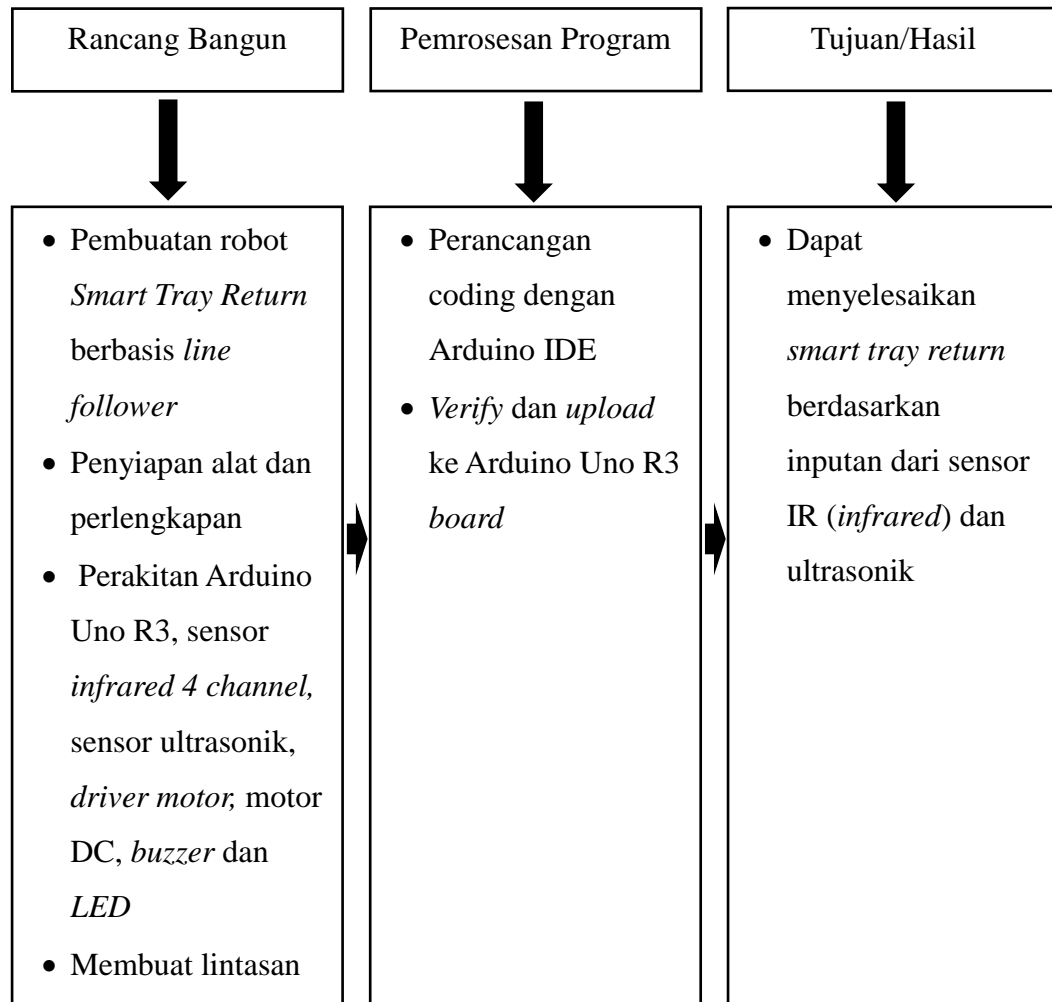 Rancang Bangun
Pemrosesan Program
Tujuan/Hasil
• Pembuatan robot
Smart Tray Return
berbasis line
follower
• Penyiapan alat dan
perlengkapan
• Perakitan Arduino
Uno R3, sensor
infrared 4 channel,
sensor ultrasonik,
driver motor, motor
DC, buzzer dan
LED
• Membuat lintasan
• Perancangan
coding dengan
Arduino IDE
• Verify dan upload
ke Arduino Uno R3
board
• Dapat
menyelesaikan
smart tray return
berdasarkan
inputan dari sensor
IR (infrared) dan
ultrasonik